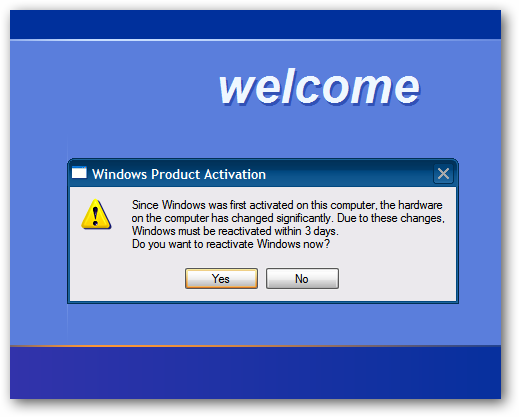 welcome
Windows Product Activation
Since Windows was first activated on this computer, the hardware
on the computer has changed significantly. Due to these changes,
Windows must be reactivated within 3 days.
Do you want to reactivate Windows now?
Yes No